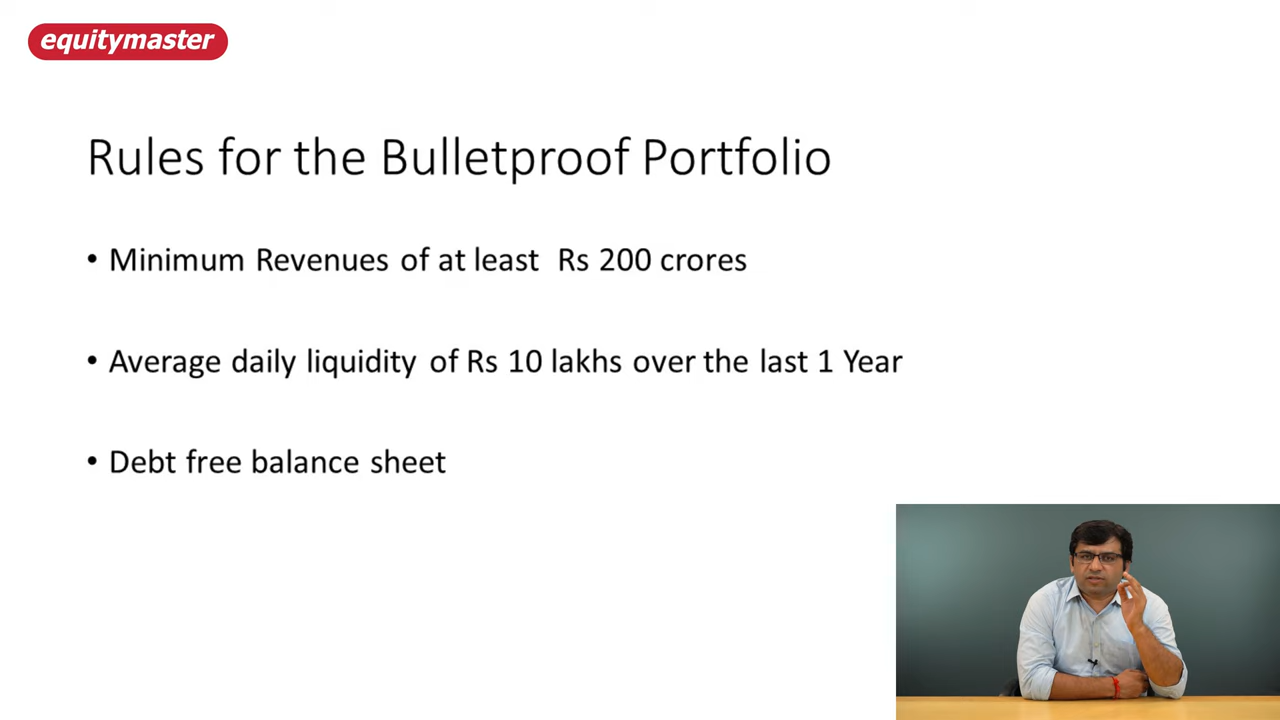 equitymaster
Rules for the Bulletproof Portfolio
• Minimum Revenues of at least Rs 200 crores
• Average daily liquidity of Rs 10 lakhs over the last 1 Year
• Debt free balance sheet